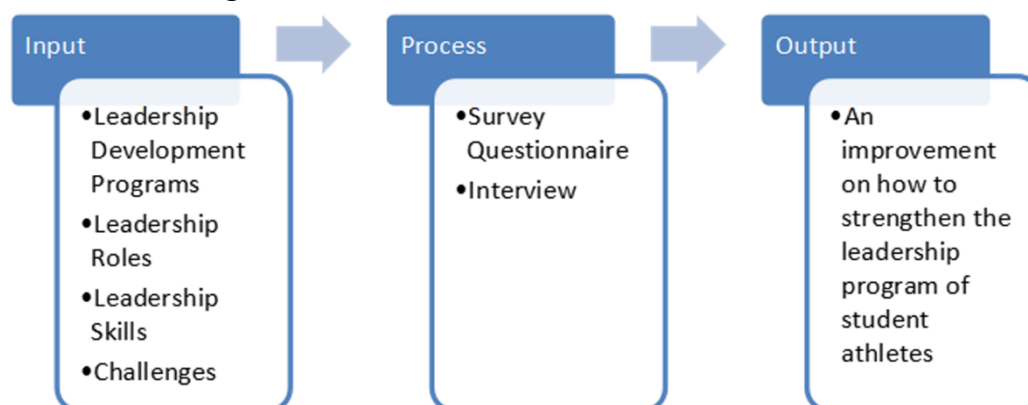 Input
•Leadership
Development
Programs
•Leadership
Roles
•Leadership
Skills
•Challenges
Process
•Survey
Questionnaire
•Interview
Output
•An
improvement
on how to
strengthen the
leadership
program of
student
athletes